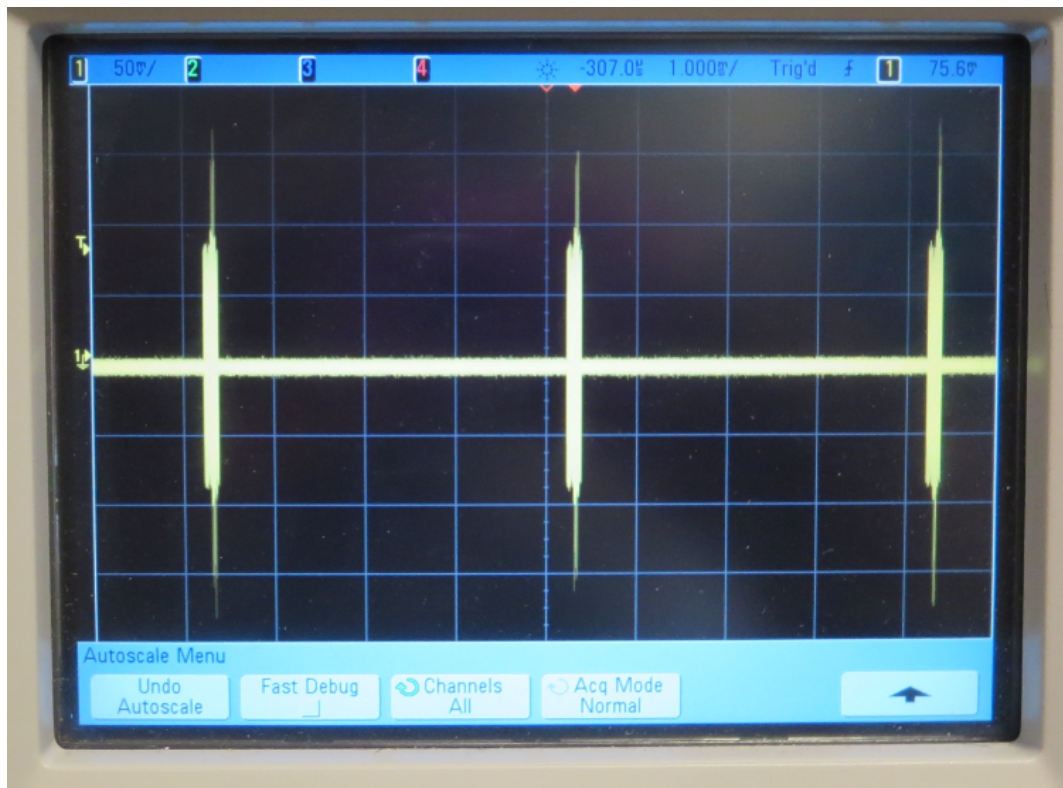 1 50mV/ 2 3 4 -307.0us 1.000ms/ Trig'd 1 75.6mV
T
1
Autoscale Menu
Undo Fast Debug Channels Acq Mode
Autoscale All Normal